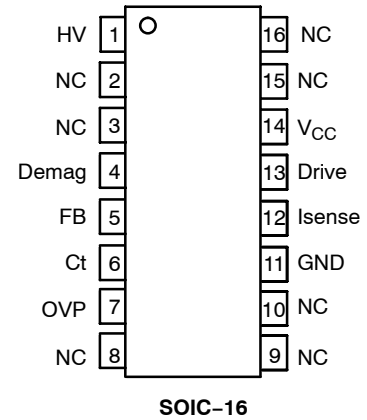 HV 1 16 NC
NC 2 15 NC
NC 3 14 VCC
Demag 4 13 Drive
FB 5 12 Isense
Ct 6 11 GND
OVP 7 10 NC
NC 8 9 NC
SOIC−16